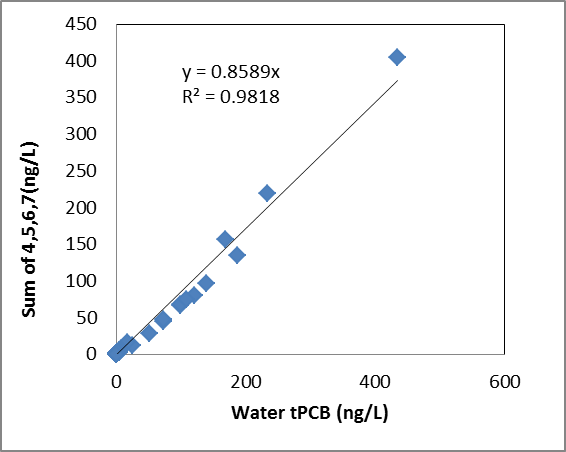 450
400
350
300
250
200
150
100
50
0
y = 0.8589x
R² = 0.9818
Sum of 4,5,6,7(ng/L)
0 200 400 600
Water tPCB (ng/L)